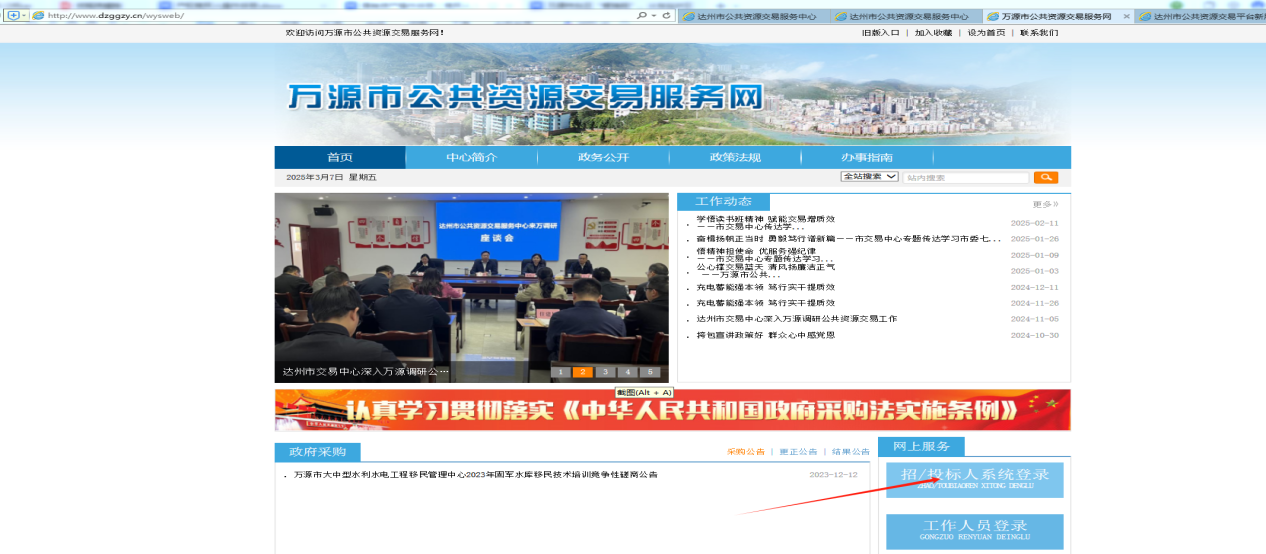 http://www.dzggzy.cn/wysweb/
达州市公共资源交易服务中心
达州市公共资源交易服务中心
万源市公共资源交易服务网
达州市公共资源交易平台新
欢迎访问万源市公共资源交易服务网!
旧版入口 | 加入收藏 | 设为首页 | 联系我们
万源市公共资源交易服务网
首页
中心简介
政务公开
政策法规
办事指南
2025年3月7日 星期五
全站搜索
站内搜索
达州市公共资源交易服务中心来万调研
座谈会
达州市交易中心深入万源调研公…
1 2 3 4 5
工作动态
更多»
学悟读书班精神 赋能交易增质效
——市交易中心传达学... 2025-02-11
奋楫扬帆正当时 勇毅笃行谱新篇——市交易中心专题传达学习市委七... 2025-01-26
悟精神担使命 优服务强纪律
——市交易中心专题传达学习... 2025-01-09
公心撑交易蓝天 清风扬廉洁正气
——万源市公共... 2025-01-03
充电蓄能强本领 笃行实干提质效 2024-12-11
充电蓄能强本领 笃行实干提质效 2024-11-26
达州市交易中心深入万源调研公共资源交易工作 2024-11-05
挎包宣讲政策好 群众心中感党恩 2024-10-30
截图(Alt + A)
认真学习贯彻落实《中华人民共和国政府采购法实施条例》
政府采购
采购公告 | 更正公告 | 结果公告
万源市大中型水利水电工程移民管理中心2023年固军水库移民技术培训竞争性磋商公告 2023-12-12
网上服务
招/投标人系统登录
ZHAO/TOUBIAOREN XITONG DENGLU
工作人员登录
GONGZUO RENYUAN DEINGLU